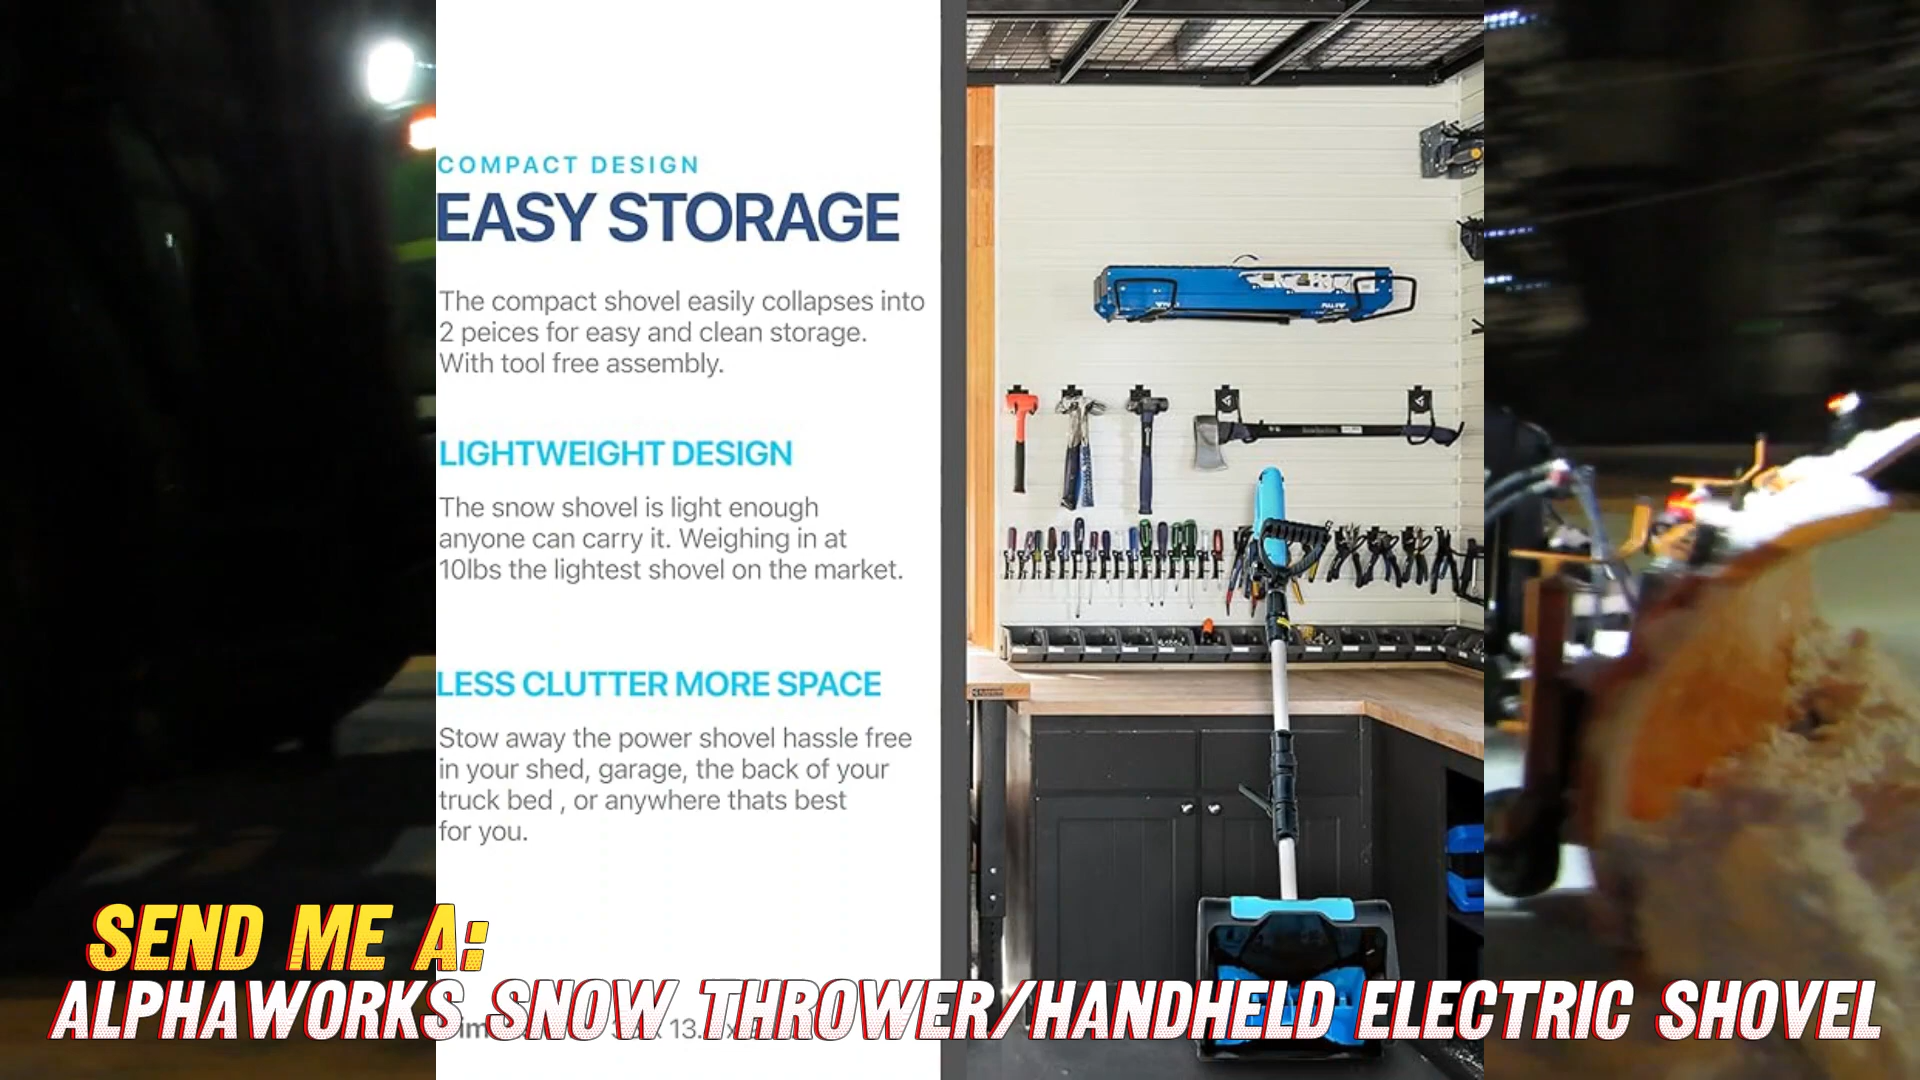 COMPACT DESIGN
EASY STORAGE
The compact shovel easily collapses into
2 peices for easy and clean storage.
With tool free assembly.
LIGHTWEIGHT DESIGN
The snow shovel is light enough
anyone can carry it. Weighing in at
10lbs the lightest shovel on the market.
LESS CLUTTER MORE SPACE
Stow away the power shovel hassle free
in your shed, garage, the back of your
truck bed , or anywhere thats best
for you.
SEND ME A:
ALPHAWORKS SNOW THROWER/HANDHELD ELECTRIC SHOVEL